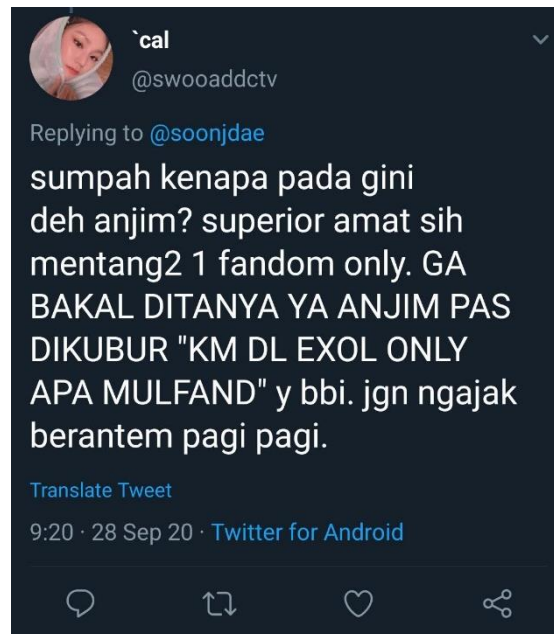 `cal
@swooaddctv
Replying to @soonjdae
sumpah kenapa pada gini
deh anjim? superior amat sih
mentang2 1 fandom only. GA
BAKAL DITANYA YA ANJIM PAS
DIKUBUR "KM DL EXOL ONLY
APA MULFAND" y bbi. jgn ngajak
berantem pagi pagi.
Translate Tweet
9:20 · 28 Sep 20 · Twitter for Android